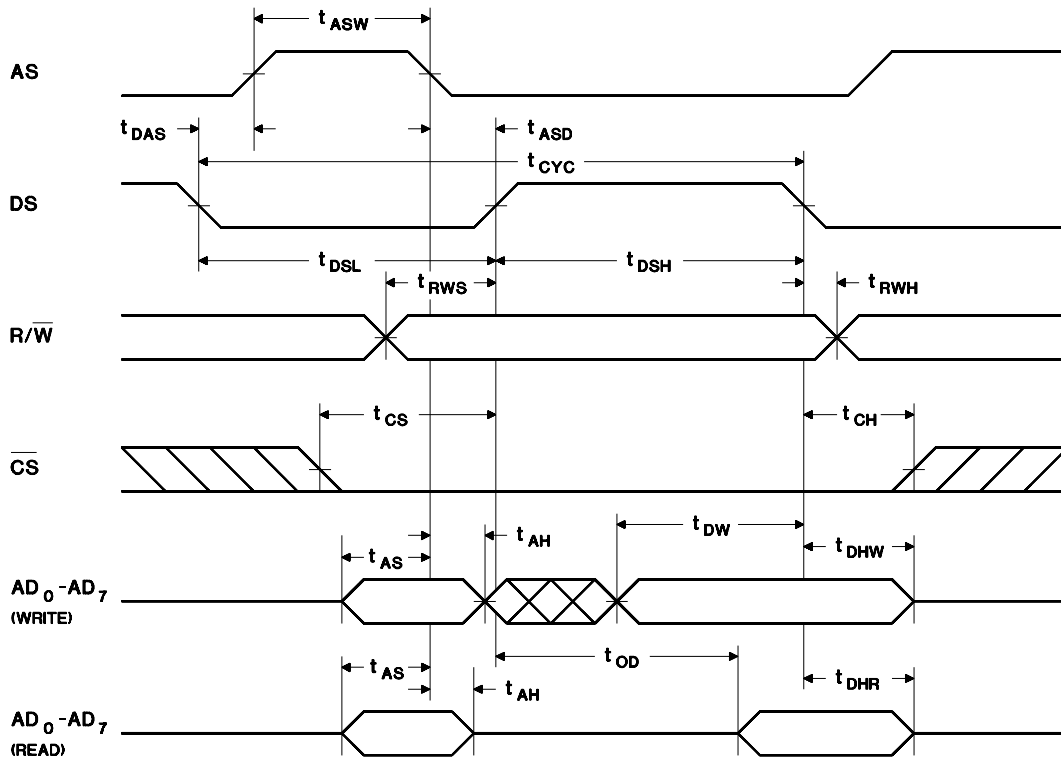 t ASW
AS
t DAS
t ASD
t CYC
DS
t DSL
t DSH
t RWS
t RWH
R/W̅
t CS
t CH
C̅S̅
t DW
t AH
t DHW
t AS
AD 0 -AD 7
(WRITE)
t OD
t AS
t DHR
t AH
AD 0 -AD 7
(READ)